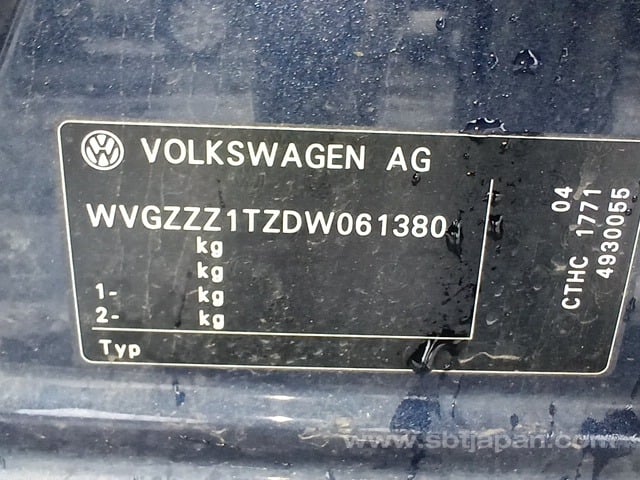 VOLKSWAGEN AG
WVGZZZ1TZDW061380
kg
kg
1- kg
2- kg
Typ
04
CTHC 1771
4930055
www.sbtjapan.com